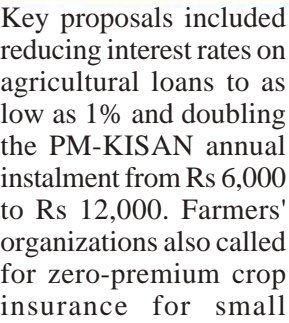 Key proposals included
reducing interest rates on
agricultural loans to as
low as 1% and doubling
the PM-KISAN annual
instalment from Rs 6,000
to Rs 12,000. Farmers'
organizations also called
for zero-premium crop
insurance for small